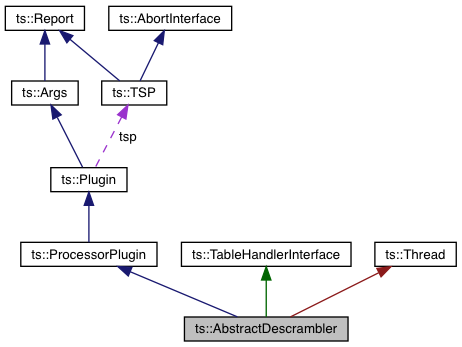 ts::Report
ts::AbortInterface
ts::Args
ts::TSP
tsp
ts::Plugin
ts::ProcessorPlugin
ts::TableHandlerInterface
ts::Thread
ts::AbstractDescrambler